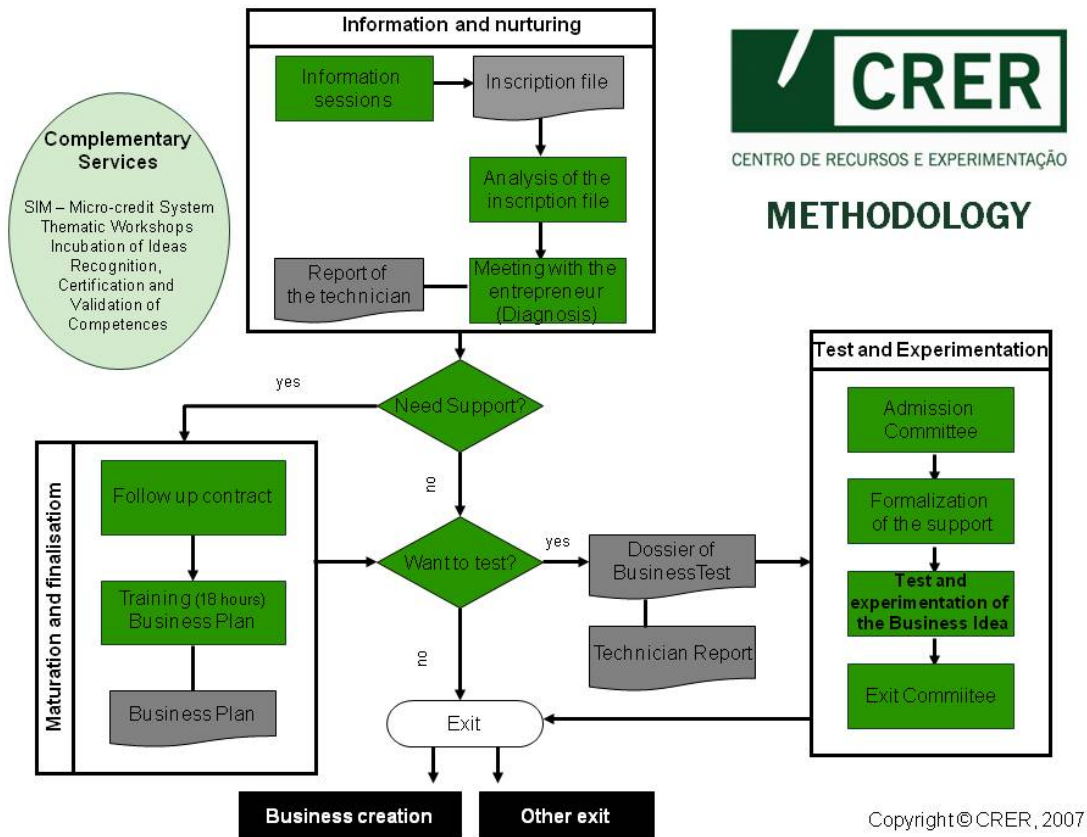 Information and nurturing
Information
sessions
Inscription file
Analysis of the
inscription file
Report of
the technician
Meeting with the
entrepreneur
(Diagnosis)
CRER
CENTRO DE RECURSOS E EXPERIMENTAÇÃO
METHODOLOGY
Complementary
Services
SIM – Micro-credit System
Thematic Workshops
Incubation of Ideas
Recognition,
Certification and
Validation of
Competences
yes
Need Support?
no
Maturation and finalisatiom
Follow up contract
Training (18 hours)
Business Plan
Business Plan
Want to test?
yes
no
Dossier of
Business Test
Technician Report
Test and Experimentation
Admission
Committee
Formalization
of the support
Test and
experimentation of
the Business Idea
Exit Commiitee
Exit
Business creation
Other exit
Copyright © CRER, 2007